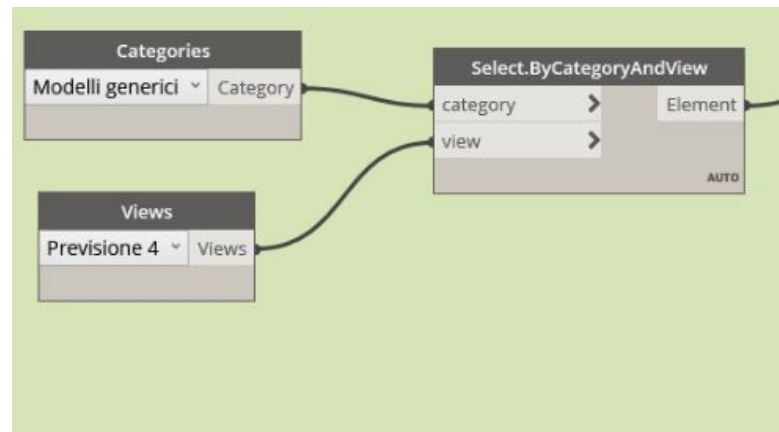 Categories
Modelli generici
Category
Views
Previsione 4
Views
Select.ByCategoryAndView
category
Element
view
AUTO